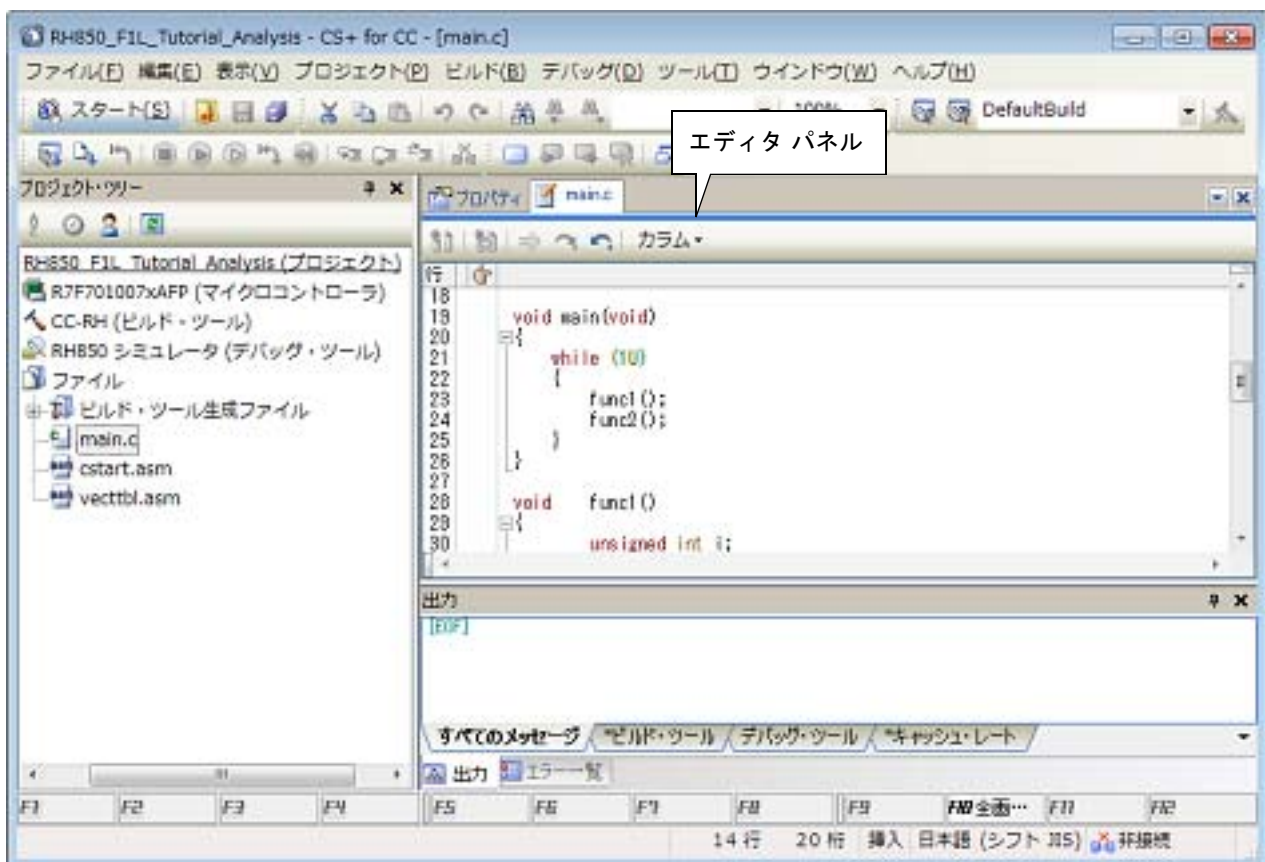 RH850_F1L_Tutorial_Analysis - CS+ for CC - [main.c]
ファイル(F) 編集(E) 表示(V) プロジェクト(P) ビルド(B) デバッグ(D) ツール(T) ウインドウ(W) ヘルプ(H)
スタート(S) 100% DefaultBuild
エディタ パネル
プロジェクト・ツリー
RH850_F1L_Tutorial_Analysis (プロジェクト)
R7F701007xAFP (マイクロコントローラ)
CC-RH (ビルド・ツール)
RH850 シミュレータ (デバッグ・ツール)
ファイル
ビルド・ツール生成ファイル
main.c
cstart.asm
vecttbl.asm
プロパティ main.c
カラム
行
18
19 void main(void)
20 {
21 while (1U)
22 {
23 func1();
24 func2();
25 }
26 }
27
28 void func1()
29 {
30 unsigned int i;
出力
[EOF]
すべてのメッセージ *ビルド・ツール デバッグ・ツール *キャッシュ・レート
出力 エラー一覧
F1 F2 F3 F4 F5 F6 F7 F8 F9 F10 全画… F11 F12
14 行 20 桁 挿入 日本語 (シフト JIS) 非接続